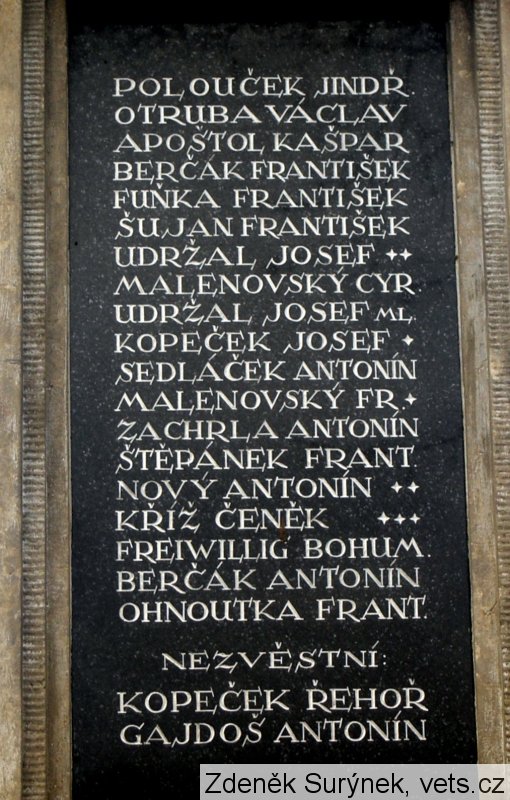 POLOUČEK JINDŘ.
OTRUBA VÁCLAV
APOŠTOL KAŠPAR
BERČÁK FRANTIŠEK
FUŇKA FRANTIŠEK
ŠUJAN FRANTIŠEK
UDRŽAL JOSEF ++
MALENOVSKÝ CYR.
UDRŽAL JOSEF ML.
KOPEČEK JOSEF +
SEDLÁČEK ANTONÍN
MALENOVSKÝ FR. +
ZACHRLA ANTONÍN
ŠTĚPÁNEK FRANT.
NOVÝ ANTONÍN ++
KŘÍŽ ČENĚK +++
FREIWILLIG BOHUM.
BERČÁK ANTONÍN
OHNOUTKA FRANT.
NEZVĚSTNÍ:
KOPEČEK ŘEHOŘ
GAJDOŠ ANTONÍN
Zdeněk Surýnek, vets.cz